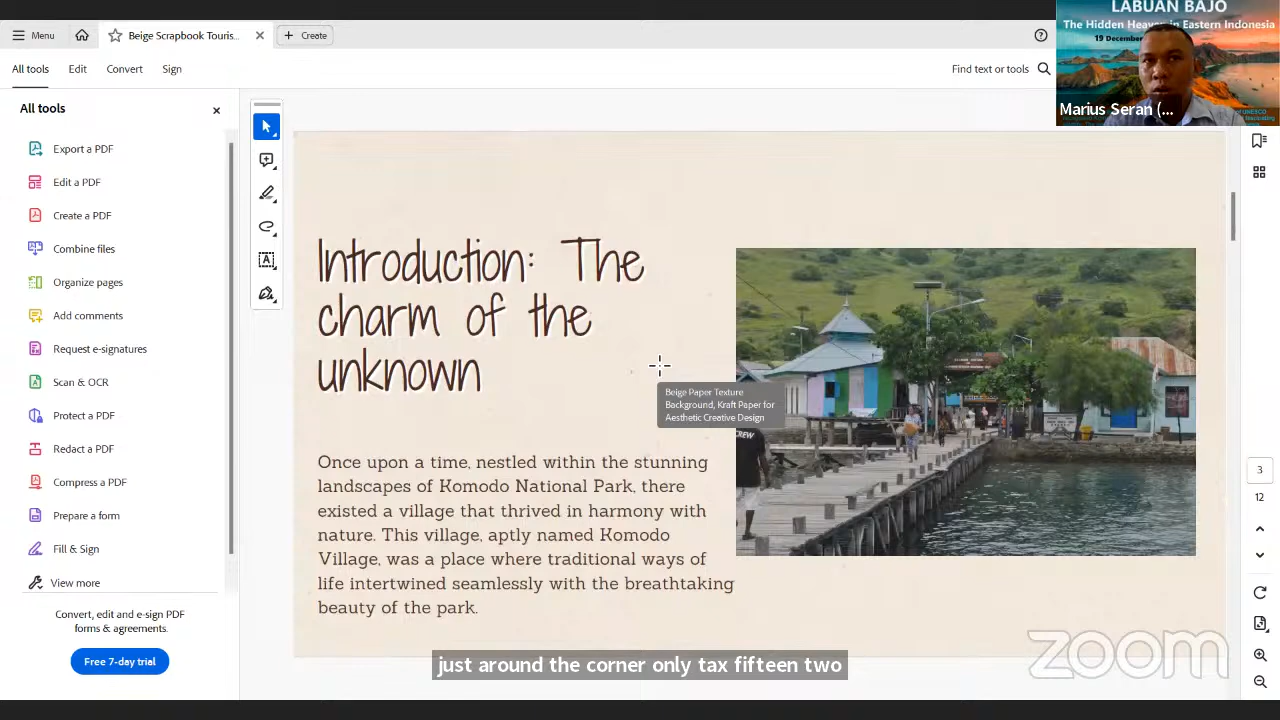 LABUAN BAJO
The Hidden Heaven in Eastern Indonesia
19 December
Marius Seran (...
Menu
Beige Scrapbook Touris...
Create
All tools
Edit
Convert
Sign
Find text or tools
All tools
Export a PDF
Edit a PDF
Create a PDF
Combine files
Organize pages
Add comments
Request e-signatures
Scan & OCR
Protect a PDF
Redact a PDF
Compress a PDF
Prepare a form
Fill & Sign
View more
Convert, edit and e-sign PDF
forms & agreements.
Free 7-day trial
Introduction: The
charm of the
unknown
Beige Paper Texture
Background, Kraft Paper for
Aesthetic Creative Design
CREW
Once upon a time, nestled within the stunning
landscapes of Komodo National Park, there
existed a village that thrived in harmony with
nature. This village, aptly named Komodo
Village, was a place where traditional ways of
life intertwined seamlessly with the breathtaking
beauty of the park.
3
12
zoom
just around the corner only tax fifteen two